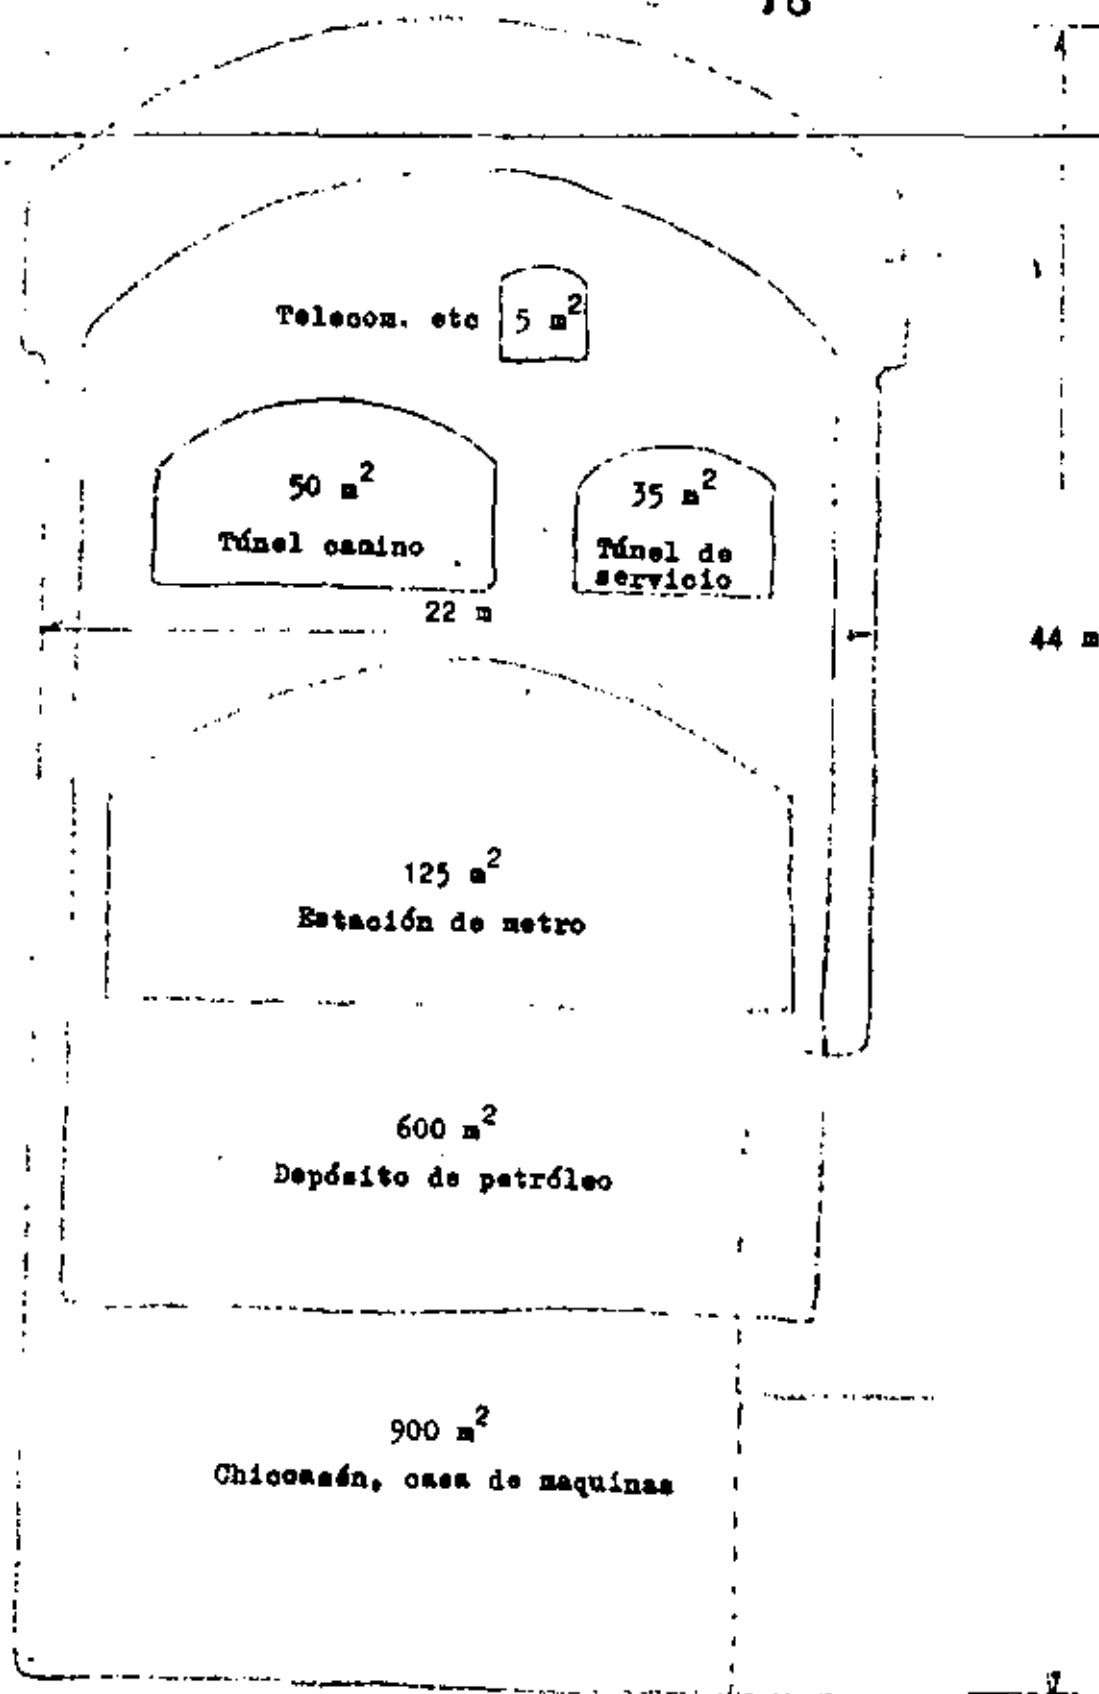 Telecom. etc 5 m²
50 m²
Túnel camino
35 m²
Túnel de
servicio
22 m
44 m
125 m²
Estación de metro
600 m²
Depósito de petróleo
900 m²
Chicoasén, casa de maquínas